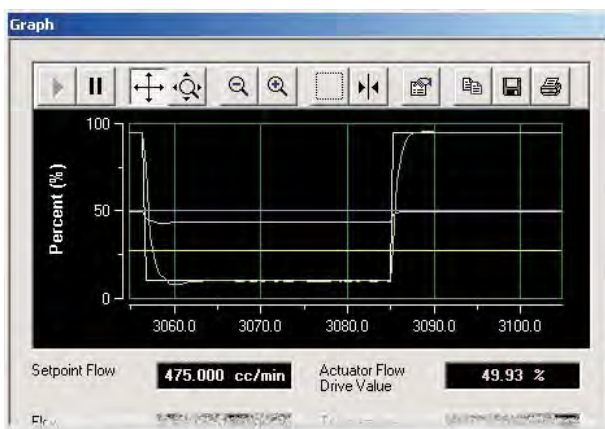 Graph
100
50
0
Percent (%)
3060.0 3070.0 3080.0 3090.0 3100.0
Setpoint Flow 475.000 cc/min Actuator Flow Drive Value 49.93 %